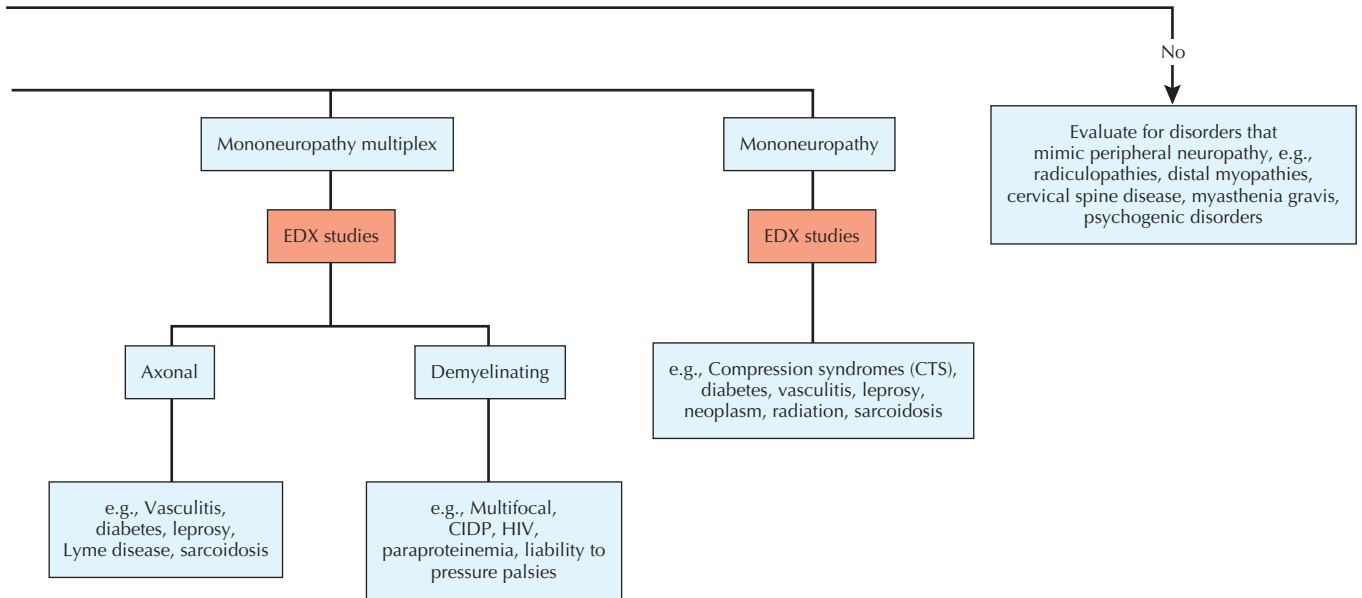 No
Evaluate for disorders that
mimic peripheral neuropathy, e.g.,
radiculopathies, distal myopathies,
cervical spine disease, myasthenia gravis,
psychogenic disorders
Mononeuropathy multiplex
Mononeuropathy
EDX studies
EDX studies
Axonal
Demyelinating
e.g., Compression syndromes (CTS),
diabetes, vasculitis, leprosy,
neoplasm, radiation, sarcoidosis
e.g., Vasculitis,
diabetes, leprosy,
Lyme disease, sarcoidosis
e.g., Multifocal,
CIDP, HIV,
paraproteinemia, liability to
pressure palsies